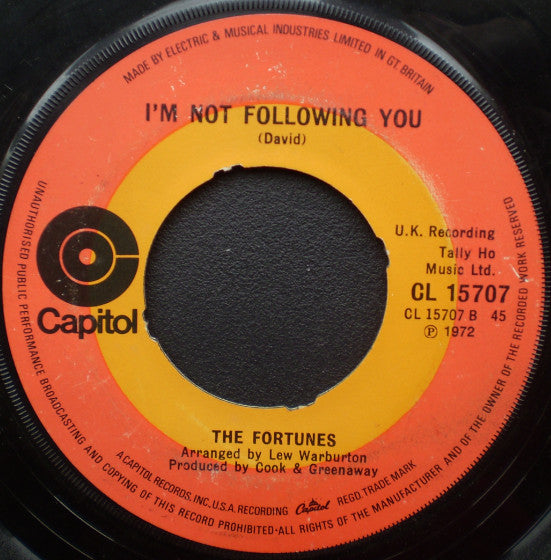 MADE BY ELECTRIC & MUSICAL INDUSTRIES LIMITED IN GT. BRITAIN
I'M NOT FOLLOWING YOU
(David)
U.K. Recording
Tally Ho
Music Ltd.
Capitol
CL 15707
CL 15707 B 45
Ⓟ 1972
THE FORTUNES
Arranged by Lew Warburton
Produced by Cook & Greenaway
A CAPITOL RECORDS, INC., U.S.A. RECORDING Capitol REGD. TRADE MARK
UNAUTHORISED PUBLIC PERFORMANCE BROADCASTING AND COPYING OF THIS RECORD PROHIBITED-ALL RIGHTS OF THE MANUFACTURER AND OF THE OWNER OF THE RECORDED WORK RESERVED